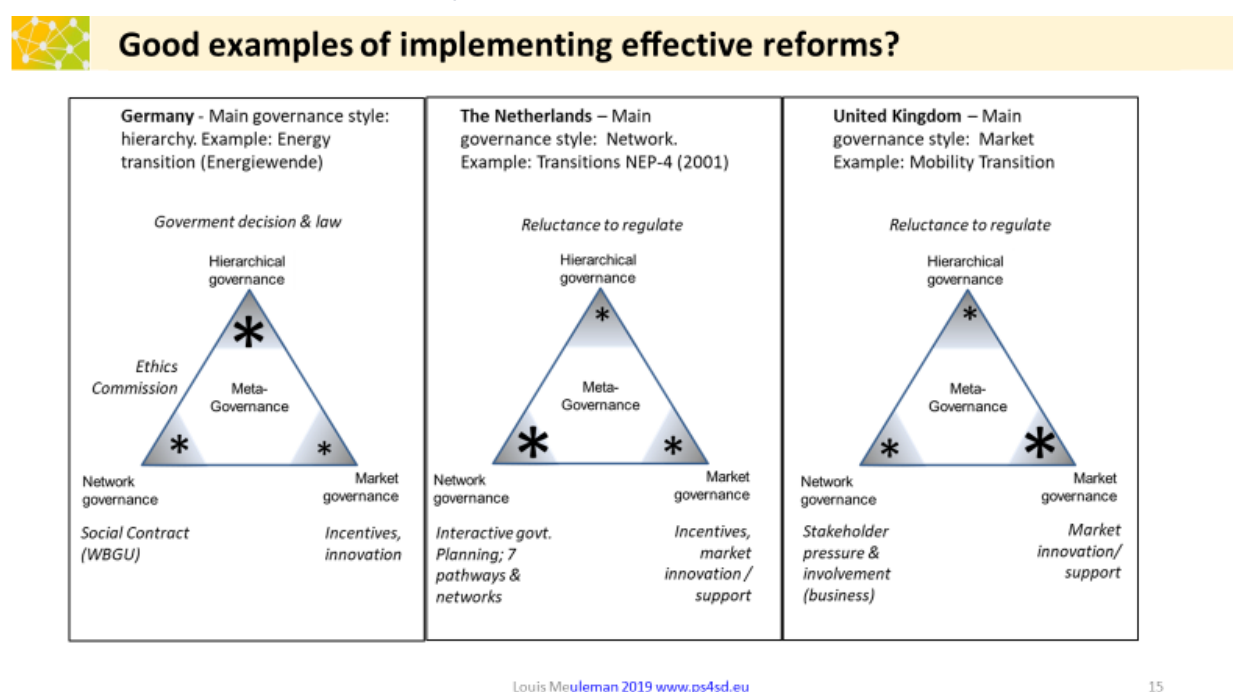 Good examples of implementing effective reforms?
Germany - Main governance style:
hierarchy. Example: Energy
transition (Energiewende)
Goverment decision & law
Hierarchical
governance
*
Ethics
Commission
Meta-
Governance
*
*
Network
governance
Market
governance
Social Contract
(WBGU)
Incentives,
innovation
The Netherlands – Main
governance style: Network.
Example: Transitions NEP-4 (2001)
Reluctance to regulate
Hierarchical
governance
*
Meta-
Governance
*
*
Network
governance
Market
governance
Interactive govt.
Planning; 7
pathways &
networks
Incentives,
market
innovation /
support
United Kingdom – Main
governance style: Market
Example: Mobility Transition
Reluctance to regulate
Hierarchical
governance
*
Meta-
Governance
*
*
Network
governance
Market
governance
Stakeholder
pressure &
involvement
(business)
Market
innovation/
support
Louis Meuleman 2019 www.ps4sd.eu
15